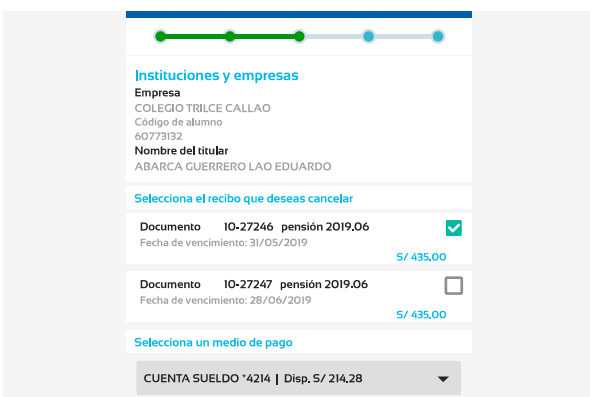 Instituciones y empresas
Empresa
COLEGIO TRILCE CALLAO
Código de alumno
60773132
Nombre del titular
ABARCA GUERRERO LAO EDUARDO
Selecciona el recibo que deseas cancelar
Documento 10-27246 pensión 2019.06
Fecha de vencimiento: 31/05/2019
S/ 435.00
Documento 10-27247 pensión 2019.06
Fecha de vencimiento: 28/06/2019
S/ 435.00
Selecciona un medio de pago
CUENTA SUELDO *4214 | Disp. S/ 214.28